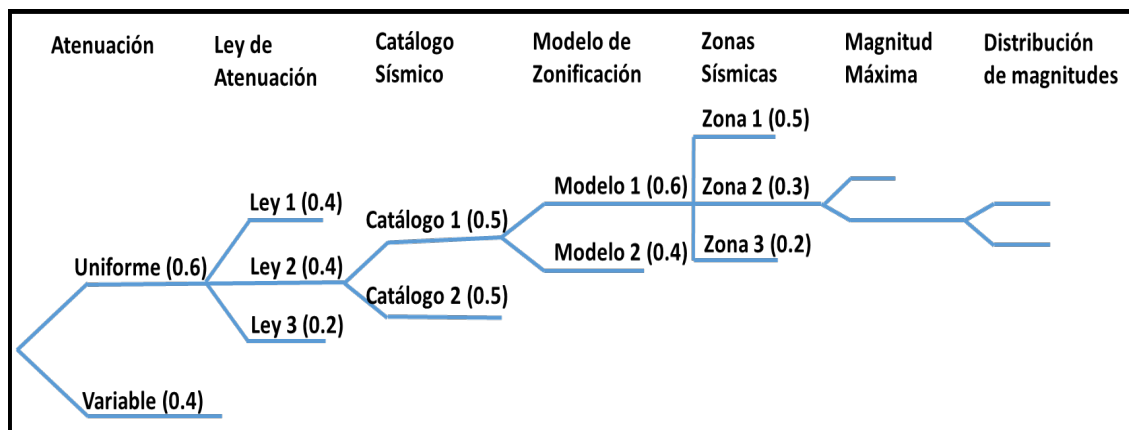 Atenuación
Ley de
Atenuación
Catálogo
Sísmico
Modelo de
Zonificación
Zonas
Sísmicas
Magnitud
Máxima
Distribución
de magnitudes
Uniforme (0.6)
Variable (0.4)
Ley 1 (0.4)
Ley 2 (0.4)
Ley 3 (0.2)
Catálogo 1 (0.5)
Catálogo 2 (0.5)
Modelo 1 (0.6)
Modelo 2 (0.4)
Zona 1 (0.5)
Zona 2 (0.3)
Zona 3 (0.2)